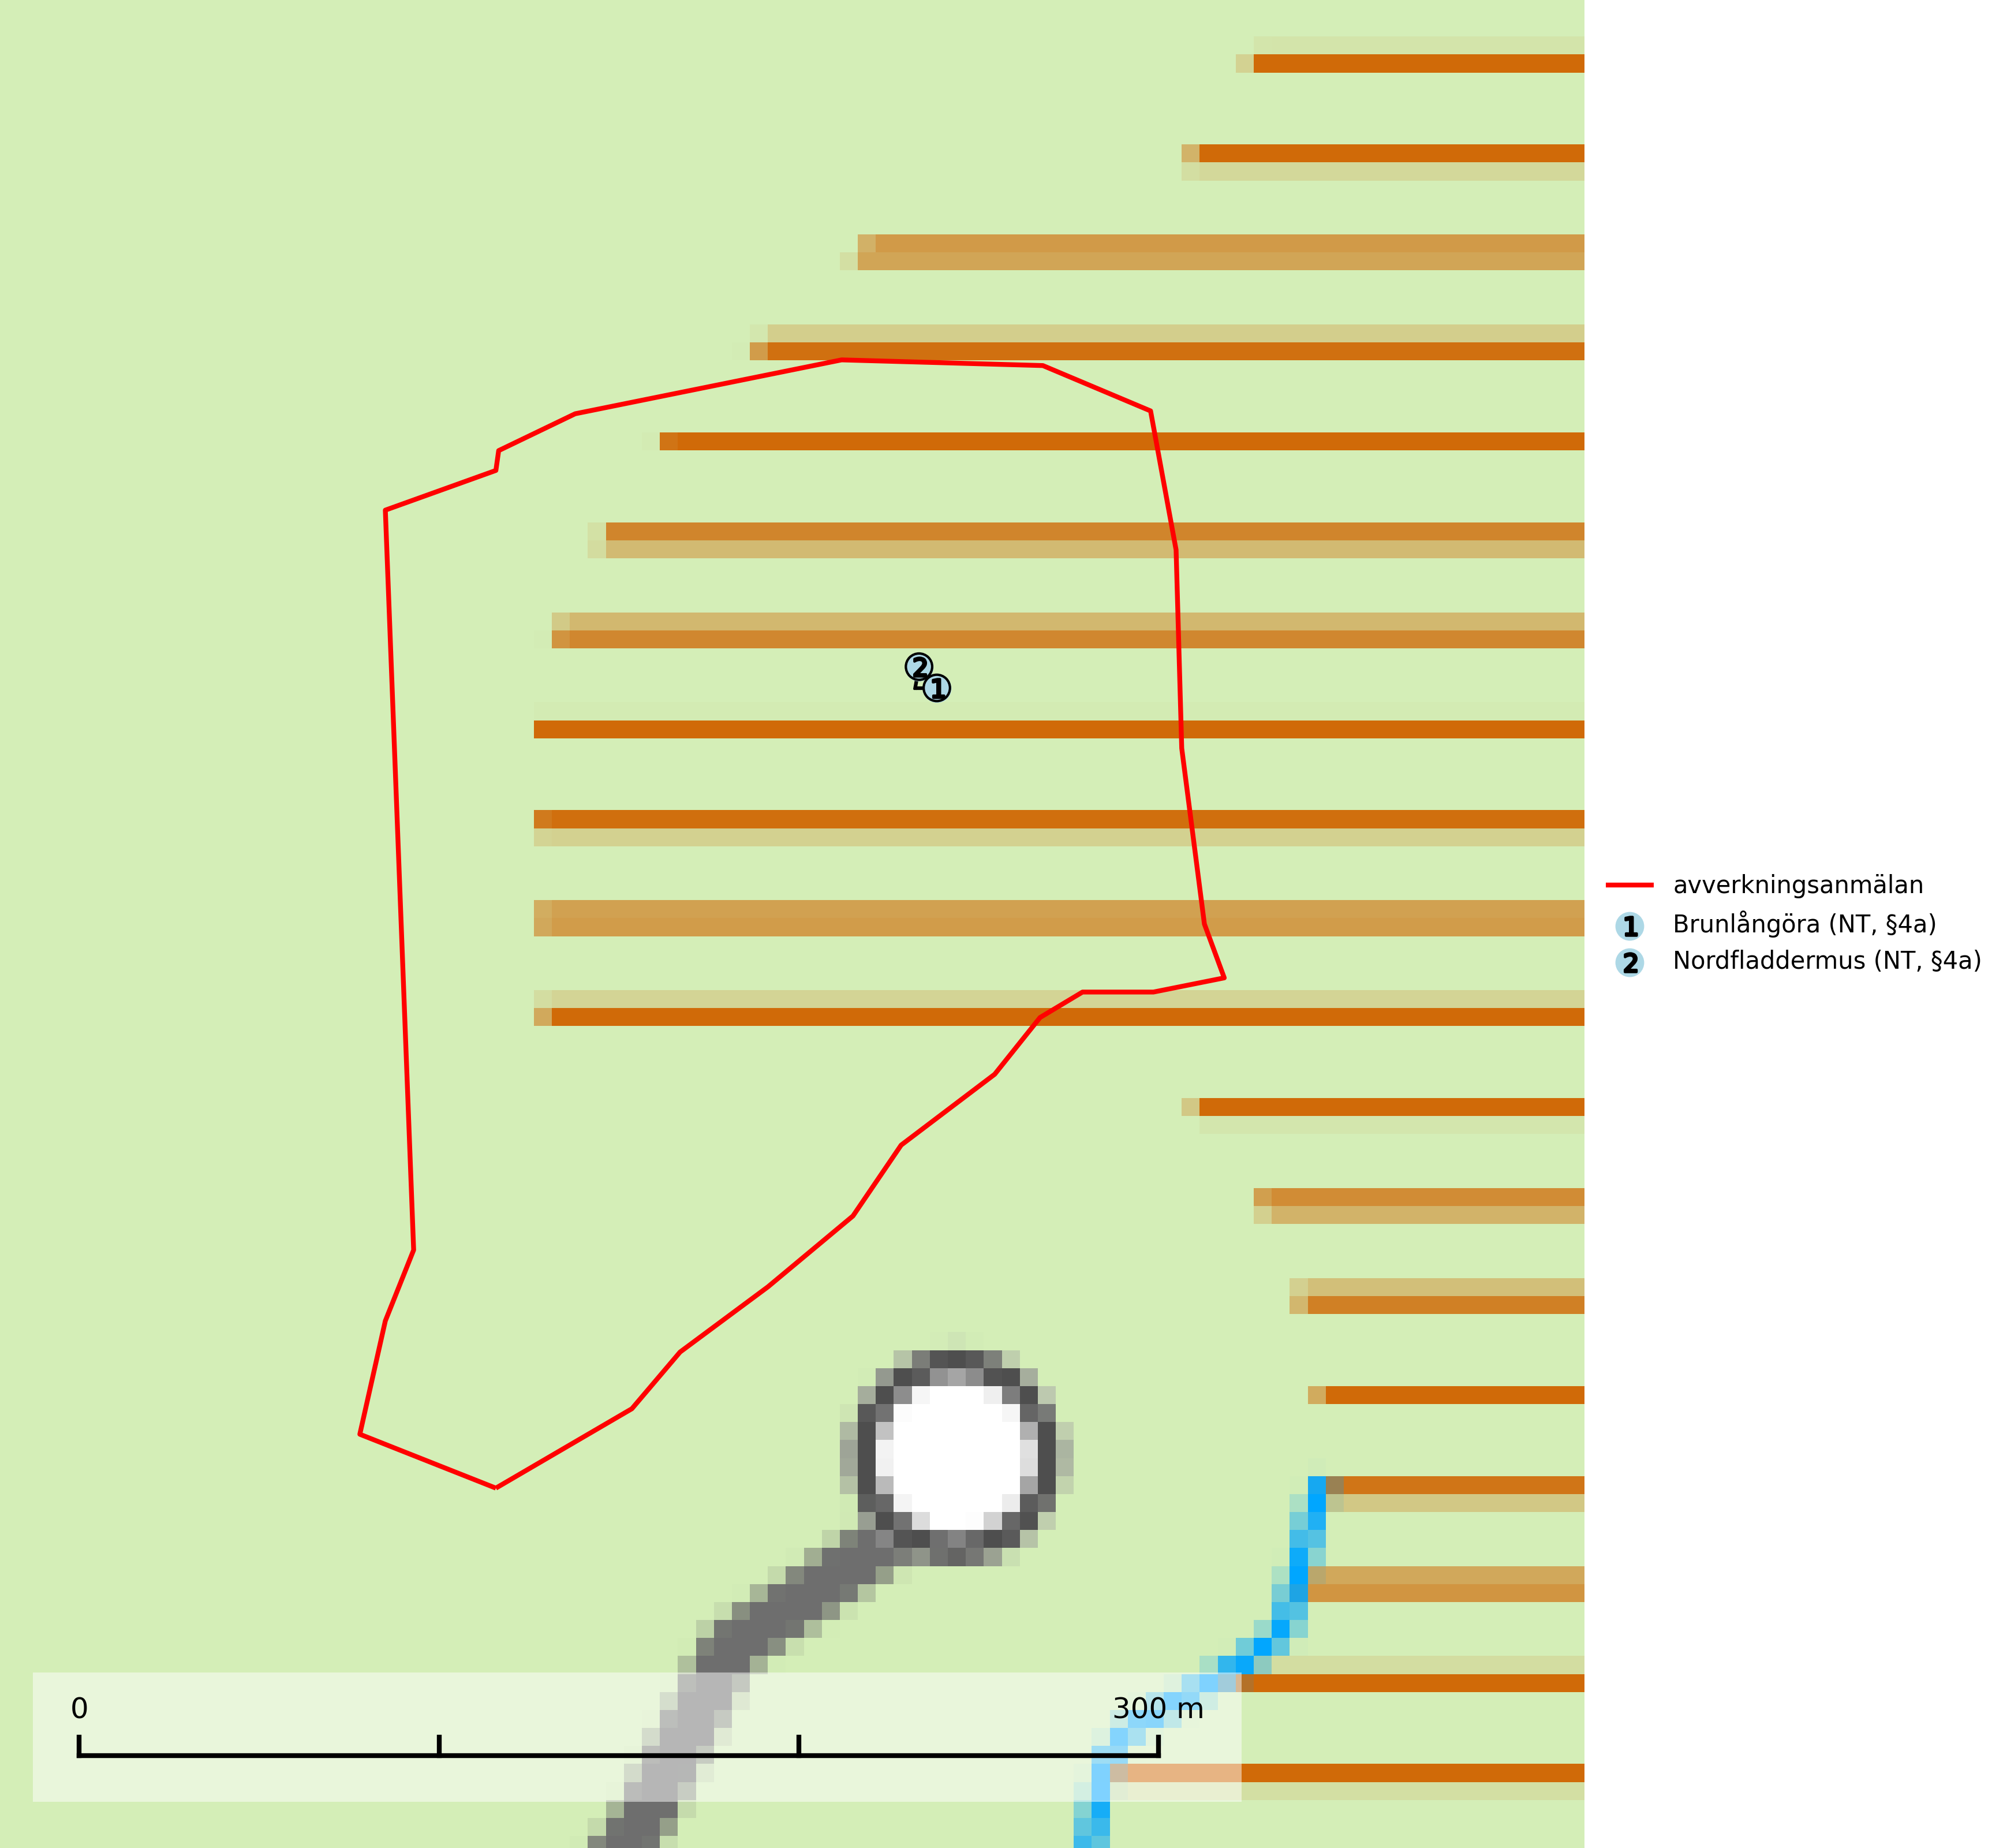 2
1
avverkningsanmälan
1 Brunlångöra (NT, §4a)
2 Nordfladdermus (NT, §4a)
0 300 m